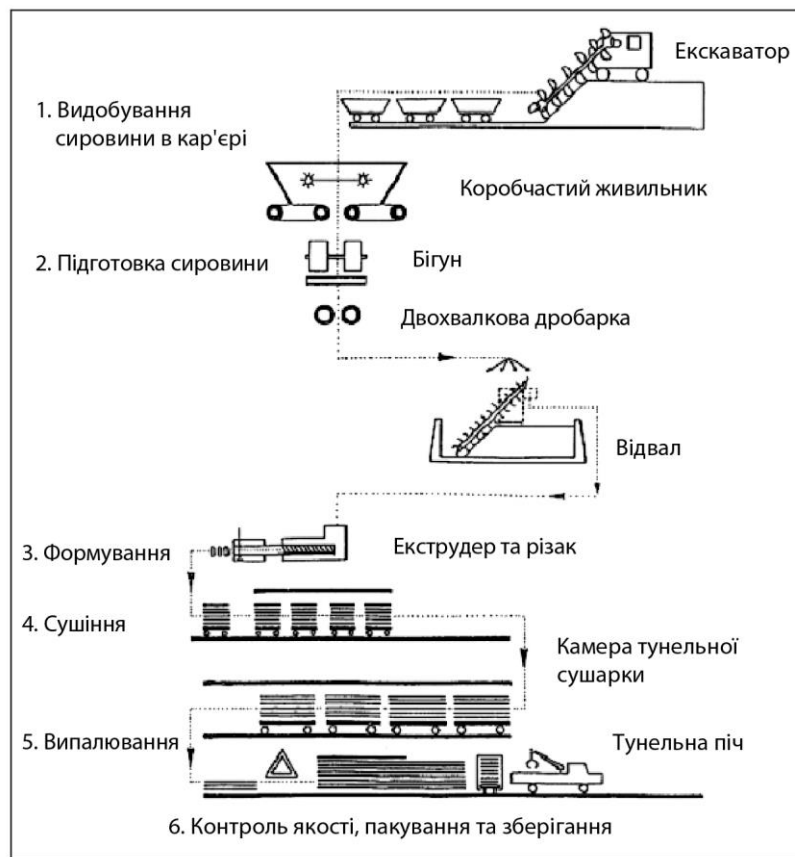 Екскаватор
1. Видобування
сировини в кар'єрі
Коробчастий живильник
2. Підготовка сировини
Бігун
Двохвалкова дробарка
Відвал
3. Формування
Екструдер та різак
4. Сушіння
Камера тунельної
сушарки
5. Випалювання
Тунельна піч
6. Контроль якості, пакування та зберігання